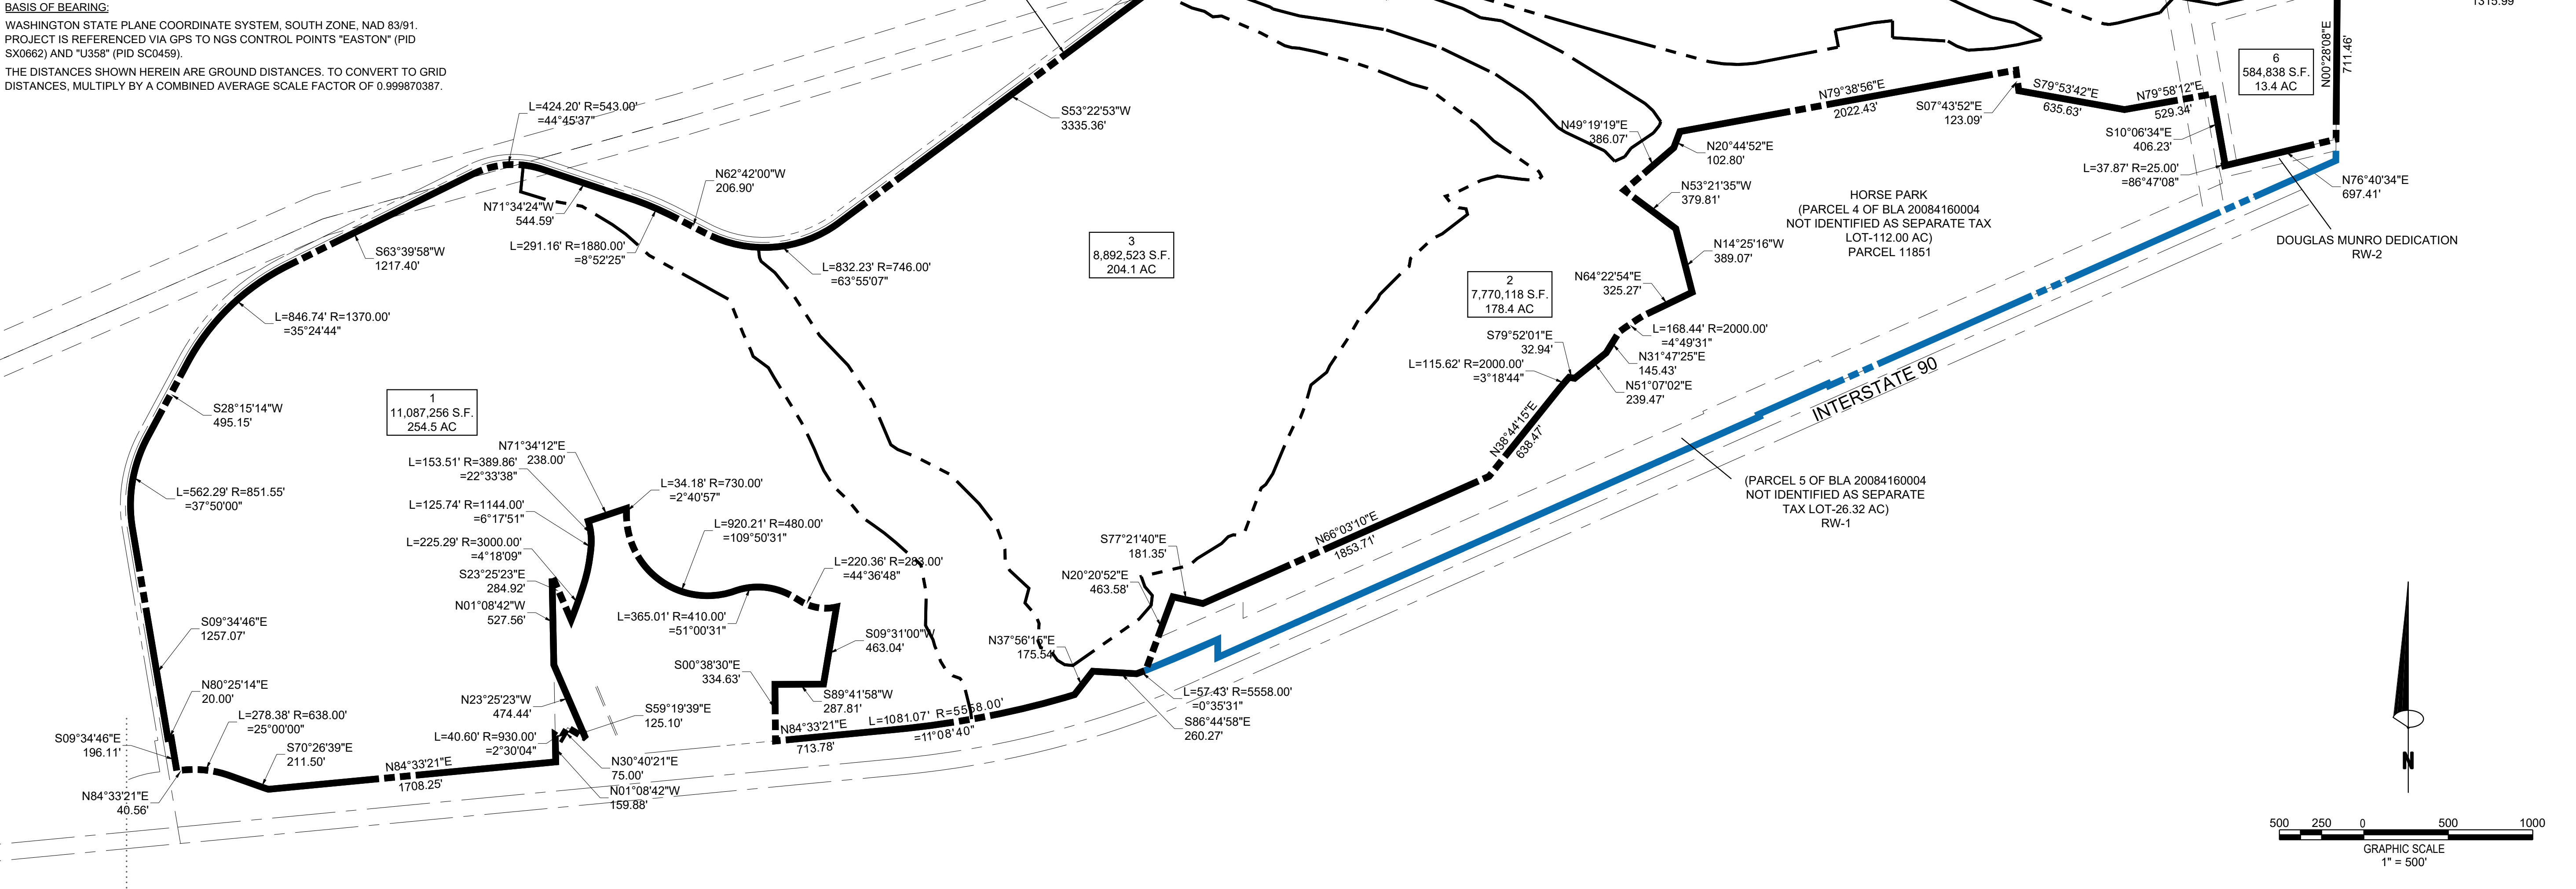 BASIS OF BEARING:
WASHINGTON STATE PLANE COORDINATE SYSTEM, SOUTH ZONE, NAD 83/91.
PROJECT IS REFERENCED VIA GPS TO NGS CONTROL POINTS "EASTON" (PID
SX0662) AND "U358" (PID SC0459).
THE DISTANCES SHOWN HEREIN ARE GROUND DISTANCES. TO CONVERT TO GRID
DISTANCES, MULTIPLY BY A COMBINED AVERAGE SCALE FACTOR OF 0.999870387.
L=424.20' R=543.00'
=44°45'37"
N71°34'24"W
544.59'
N62°42'00"W
206.90'
L=291.16' R=1880.00'
=8°52'25"
S63°39'58"W
1217.40'
L=832.23' R=746.00'
=63°55'07"
S53°22'53"W
3335.36'
L=846.74' R=1370.00'
=35°24'44"
S28°15'14"W
495.15'
L=562.29' R=851.55'
=37°50'00"
S09°34'46"E
1257.07'
N80°25'14"E
20.00'
L=278.38' R=638.00'
=25°00'00"
S09°34'46"E
196.11'
S70°26'39"E
211.50'
N84°33'21"E
40.56'
N84°33'21"E
1708.25'
1
11,087,256 S.F.
254.5 AC
N71°34'12"E
238.00'
L=153.51' R=389.86'
=22°33'38"
L=125.74' R=1144.00'
=6°17'51"
L=225.29' R=3000.00'
=4°18'09"
S23°25'23"E
284.92'
N01°08'42"W
527.56'
N23°25'23"W
474.44'
L=40.60' R=930.00'
=2°30'04"
S59°19'39"E
125.10'
N30°40'21"E
75.00'
N01°08'42"W
159.88'
L=34.18' R=730.00'
=2°40'57"
L=920.21' R=480.00'
=109°50'31"
L=220.36' R=283.00'
=44°36'48"
L=365.01' R=410.00'
=51°00'31"
S09°31'00"W
463.04'
S00°38'30"E
334.63'
S89°41'58"W
287.81'
N84°33'21"E
713.78'
L=1081.07' R=5558.00'
=11°08'40"
N37°56'15"E
175.54'
L=57.43' R=5558.00'
=0°35'31"
S86°44'58"E
260.27'
N20°20'52"E
463.58'
S77°21'40"E
181.35'
N66°03'10"E
1853.71'
3
8,892,523 S.F.
204.1 AC
2
7,770,118 S.F.
178.4 AC
N38°44'15"E
638.47'
L=115.62' R=2000.00'
=3°18'44"
S79°52'01"E
32.94'
N51°07'02"E
239.47'
N31°47'25"E
145.43'
L=168.44' R=2000.00'
=4°49'31"
N64°22'54"E
325.27'
N14°25'16"W
389.07'
N53°21'35"W
379.81'
N49°19'19"E
386.07'
N20°44'52"E
102.80'
N79°38'56"E
2022.43'
S07°43'52"E
123.09'
S79°53'42"E
635.63'
N79°58'12"E
529.34'
S10°06'34"E
406.23'
L=37.87' R=25.00'
=86°47'08"
N76°40'34"E
697.41'
N00°28'08"E
711.46'
1315.99
6
584,838 S.F.
13.4 AC
HORSE PARK
(PARCEL 4 OF BLA 20084160004
NOT IDENTIFIED AS SEPARATE TAX
LOT-112.00 AC)
PARCEL 11851
DOUGLAS MUNRO DEDICATION
RW-2
INTERSTATE 90
(PARCEL 5 OF BLA 20084160004
NOT IDENTIFIED AS SEPARATE
TAX LOT-26.32 AC)
RW-1
N
500 250 0 500 1000
GRAPHIC SCALE
1" = 500'